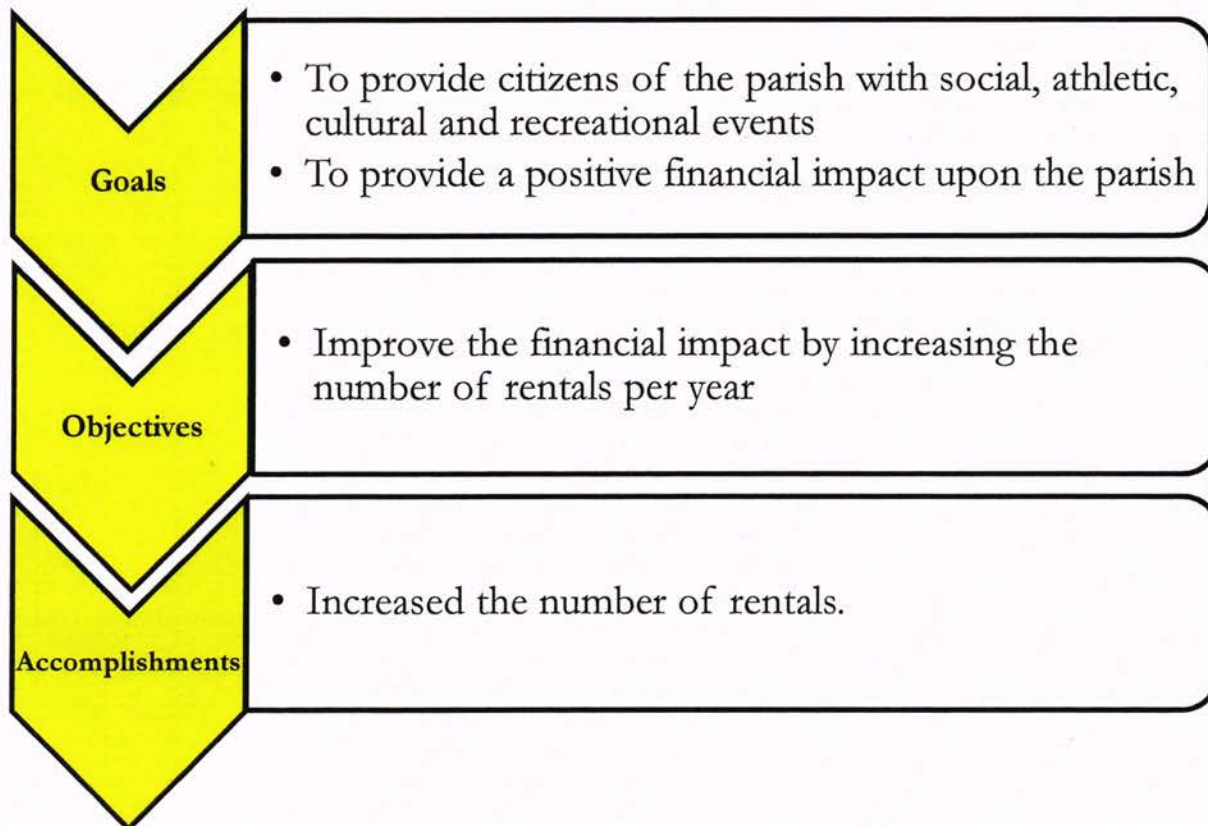 Goals
• To provide citizens of the parish with social, athletic,
cultural and recreational events
• To provide a positive financial impact upon the parish
Objectives
• Improve the financial impact by increasing the
number of rentals per year
Accomplishments
• Increased the number of rentals.